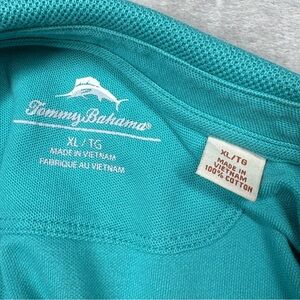 Tommy Bahama®
XL / TG
MADE IN VIETNAM
FABRIQUÉ AU VIETNAM
XL/TG
MADE IN
VIETNAM
100% COTTON